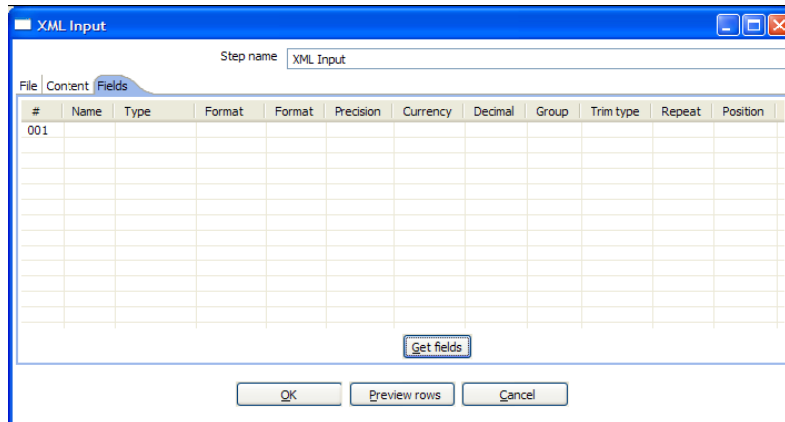 XML Input
Step name XML Input
File Content Fields
# Name Type Format Format Precision Currency Decimal Group Trim type Repeat Position
001
Get fields
OK Preview rows Cancel